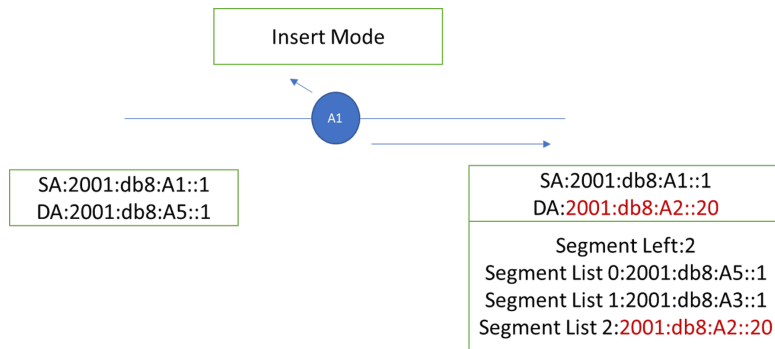 Insert Mode
A1
SA:2001:db8:A1::1
DA:2001:db8:A5::1
SA:2001:db8:A1::1
DA:2001:db8:A2::20
Segment Left:2
Segment List 0:2001:db8:A5::1
Segment List 1:2001:db8:A3::1
Segment List 2:2001:db8:A2::20